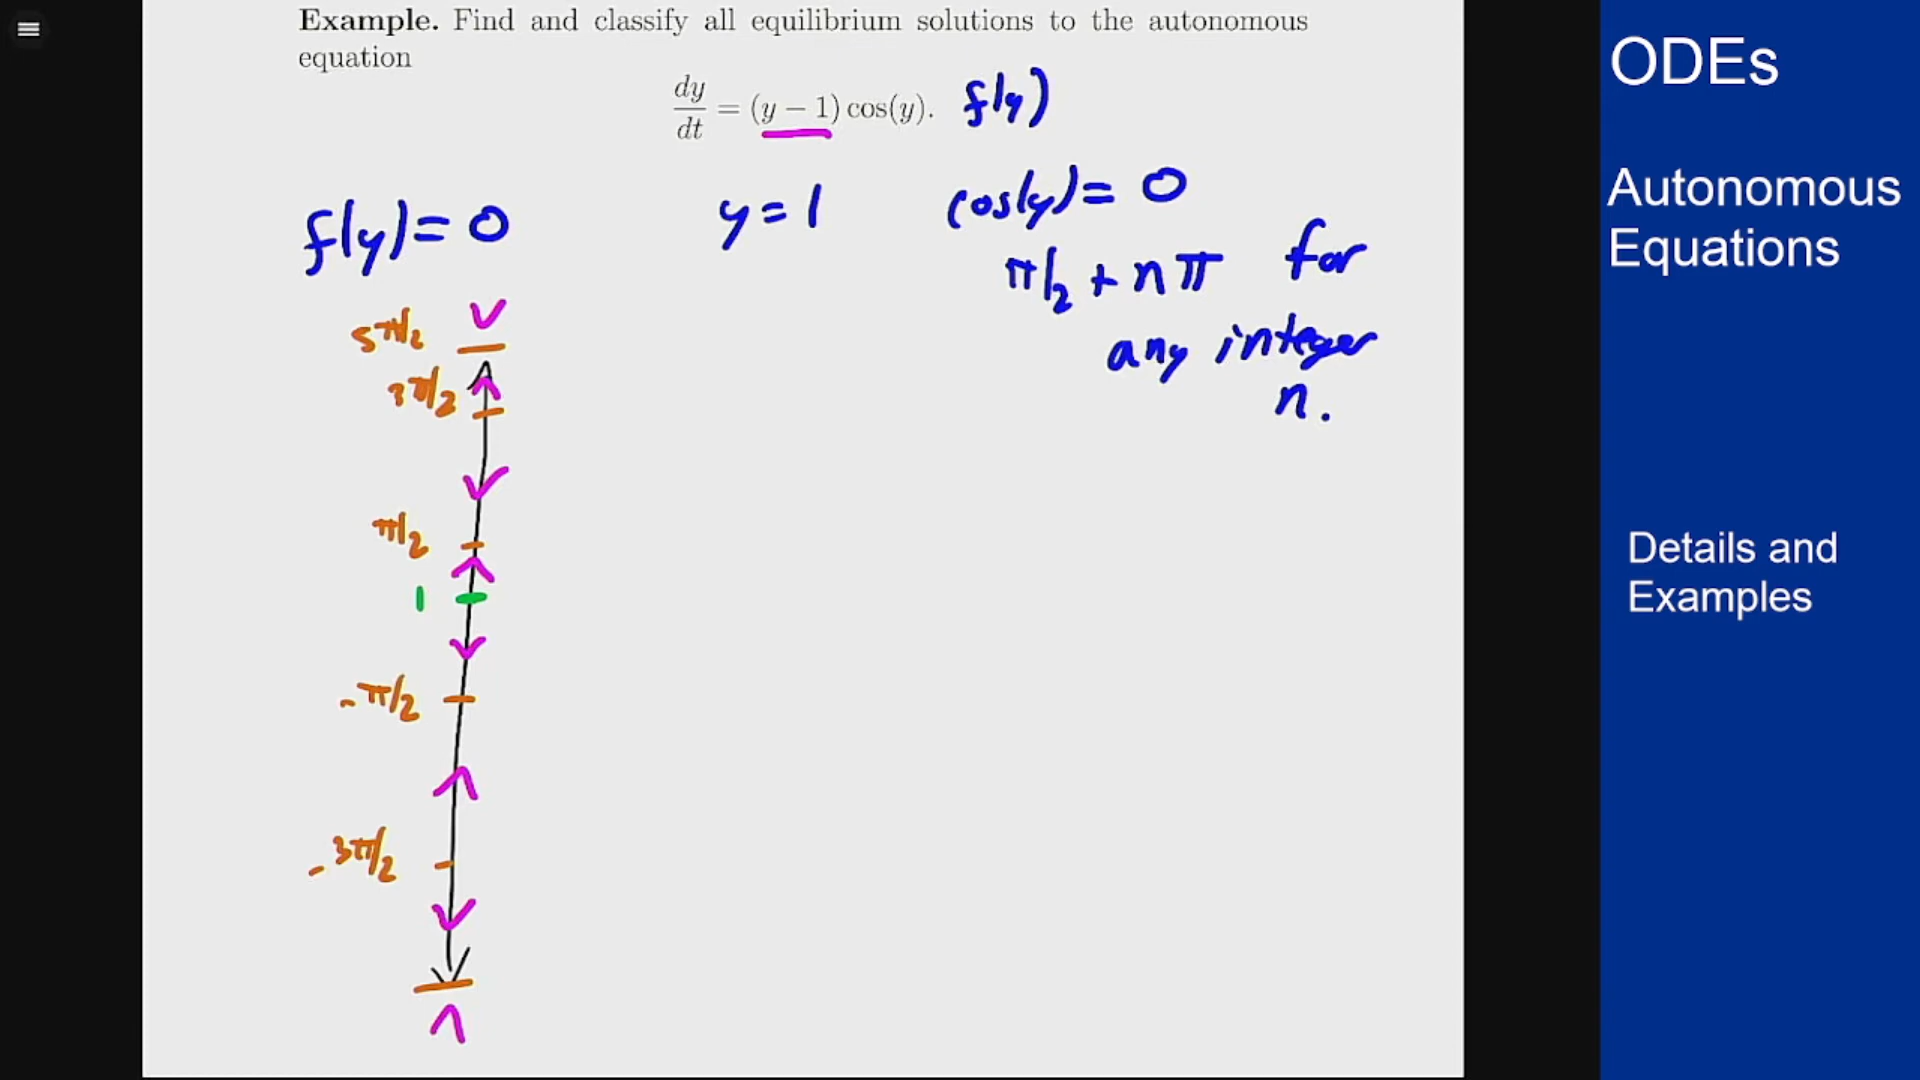 Example. Find and classify all equilibrium solutions to the autonomous
equation
dy/dt = (y − 1) cos(y). f(y)
f(y) = 0
y = 1
cos(y) = 0
π/2 + nπ for
any integer
n.
5π/2
3π/2
π/2
1
-π/2
-3π/2
ODEs
Autonomous
Equations
Details and
Examples